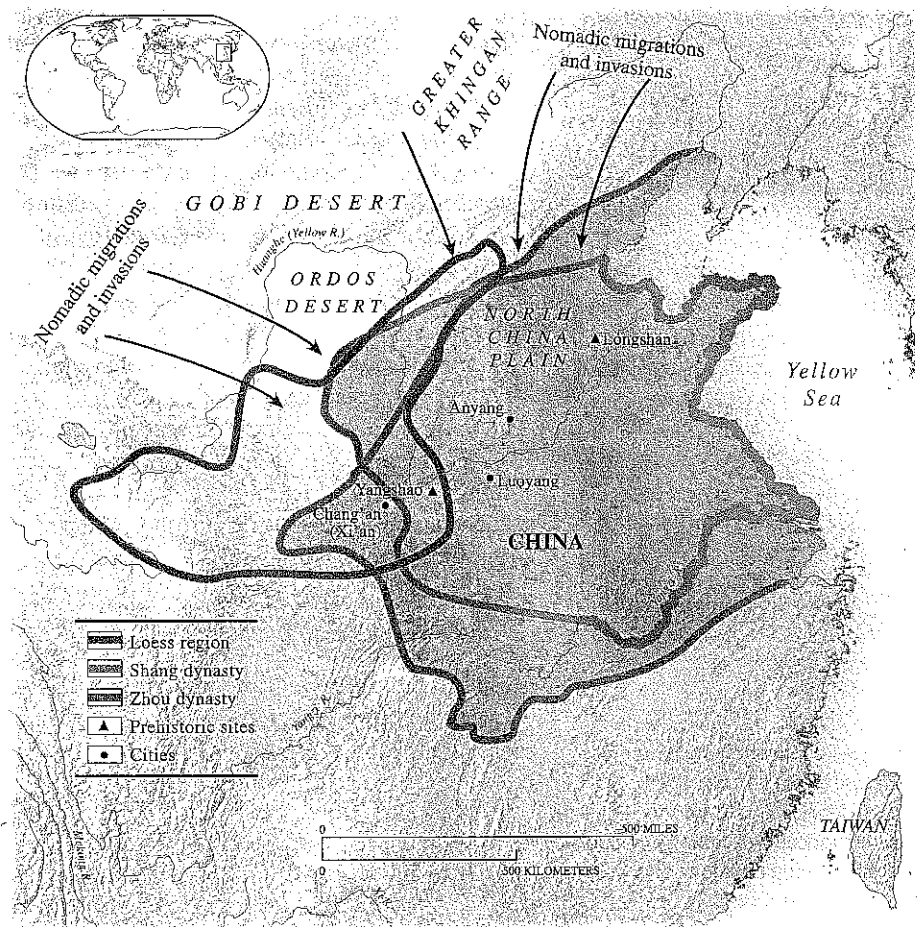 Nomadic migrations
and invasions
GREATER
KHINGAN
RANGE
GOBI DESERT
Huanghe (Yellow R.)
ORDOS
DESERT
Nomadic migrations
and invasions
NORTH
CHINA
PLAIN
Longshan
Yellow
Sea
Anyang
Luoyang
Yangshao
Chang'an
(Xi'an)
CHINA
Loess region
Shang dynasty
Zhou dynasty
Prehistoric sites
Cities
Mekong R.
0
500 MILES
0
500 KILOMETERS
TAIWAN